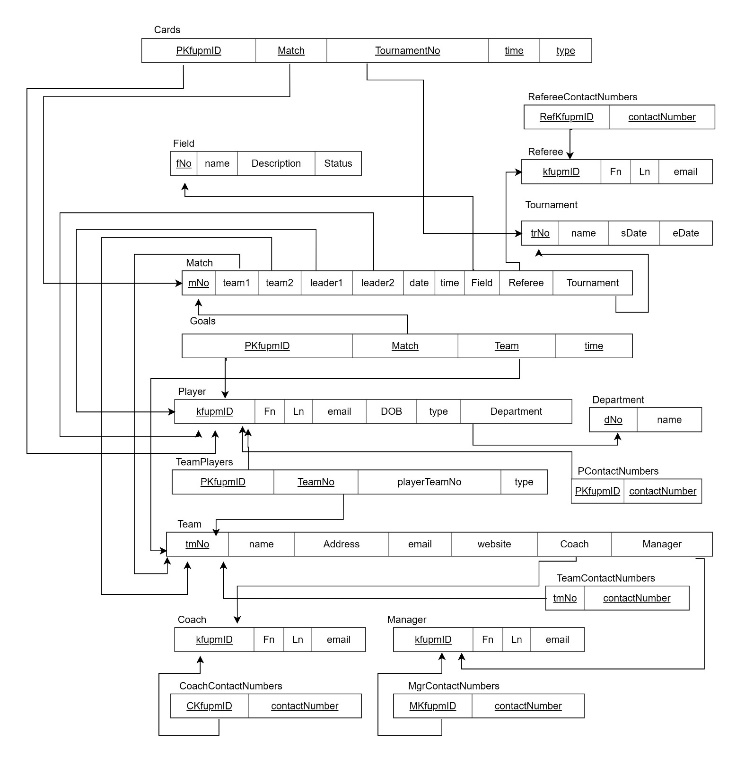 Cards
PKfupmID Match TournamentNo time type
RefereeContactNumbers
RefKfupmID contactNumber
Field
fNo name Description Status
Referee
kfupmID Fn Ln email
Tournament
trNo name sDate eDate
Match
mNo team1 team2 leader1 leader2 date time Field Referee Tournament
Goals
PKfupmID Match Team time
Player
kfupmID Fn Ln email DOB type Department
Department
dNo name
TeamPlayers
PKfupmID TeamNo playerTeamNo type
PContactNumbers
PKfupmID contactNumber
Team
tmNo name Address email website Coach Manager
TeamContactNumbers
tmNo contactNumber
Coach
kfupmID Fn Ln email
Manager
kfupmID Fn Ln email
CoachContactNumbers
CKfupmID contactNumber
MgrContactNumbers
MKfupmID contactNumber